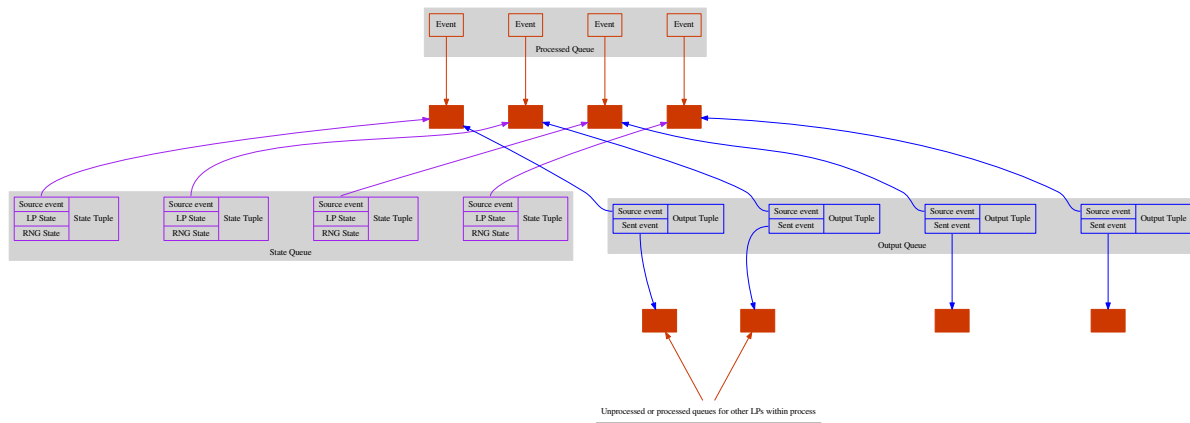 Event
Event
Event
Event
Processed Queue
Source event
LP State
RNG State
State Tuple
Source event
LP State
RNG State
State Tuple
Source event
LP State
RNG State
State Tuple
Source event
LP State
RNG State
State Tuple
State Queue
Source event
Sent event
Output Tuple
Source event
Sent event
Output Tuple
Source event
Sent event
Output Tuple
Source event
Sent event
Output Tuple
Output Queue
Unprocessed or processed queues for other LPs within process